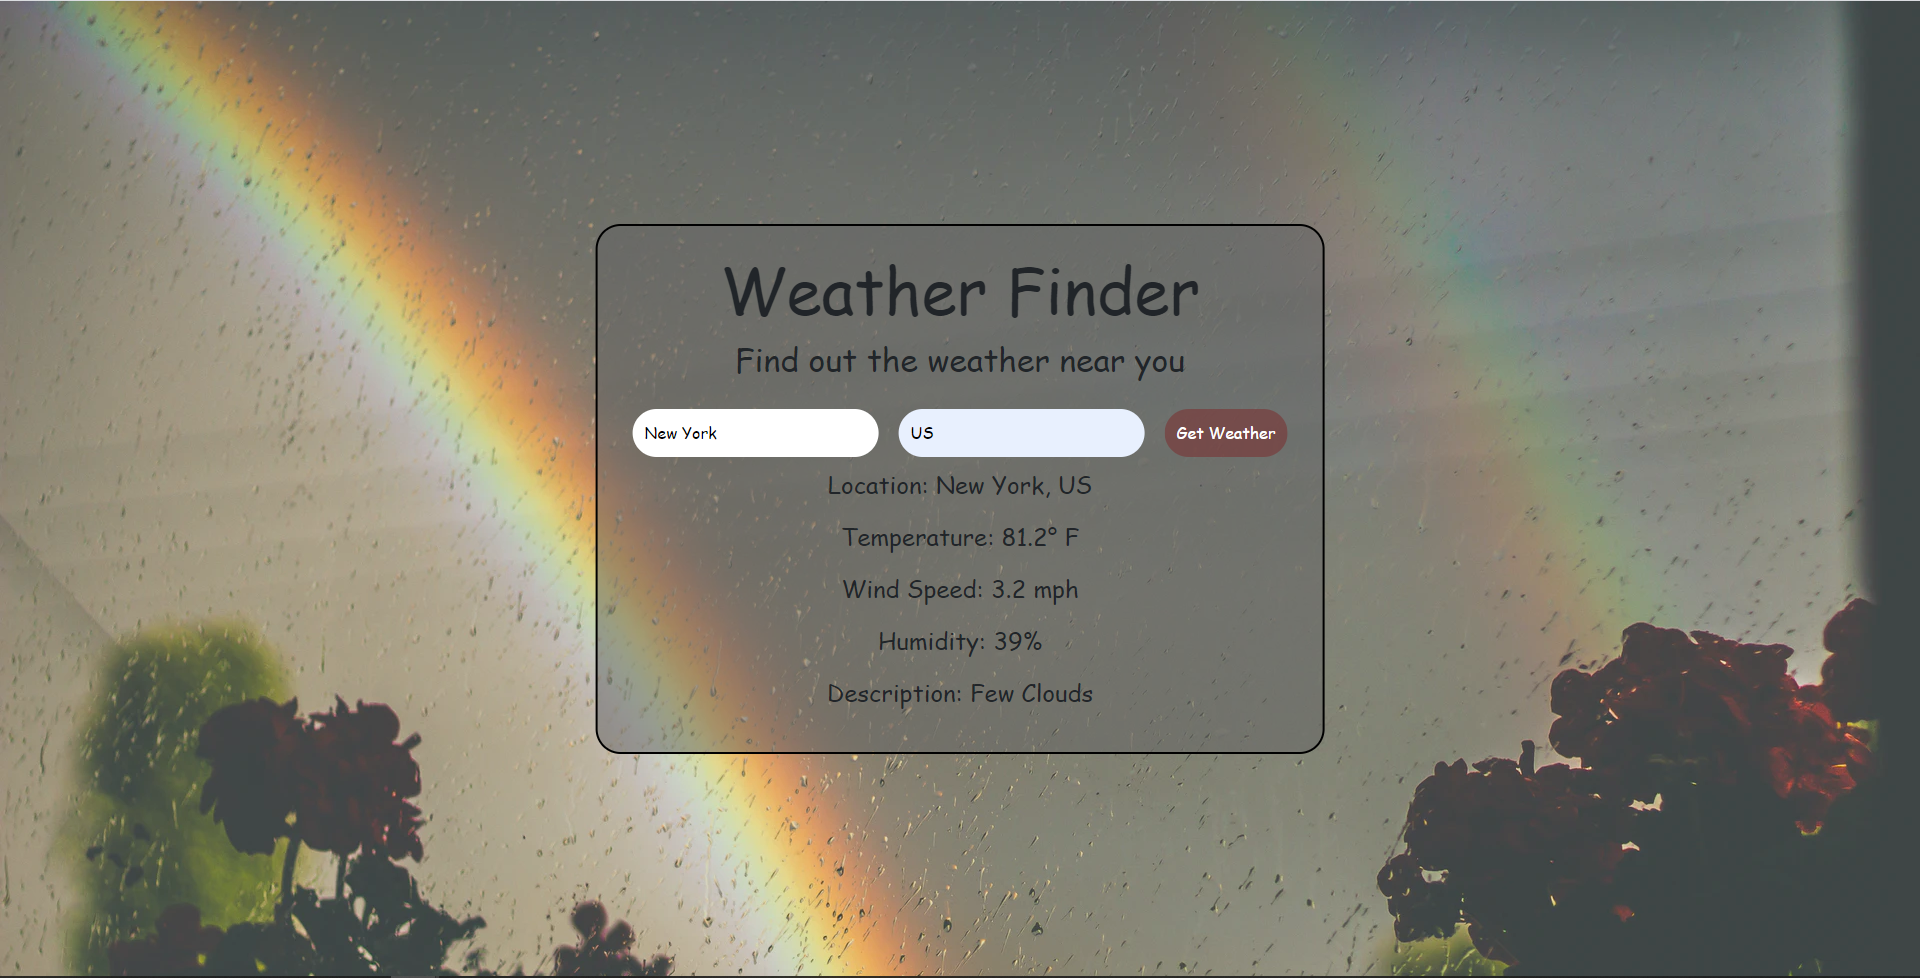 Weather Finder
Find out the weather near you
New York US Get Weather
Location: New York, US
Temperature: 81.2° F
Wind Speed: 3.2 mph
Humidity: 39%
Description: Few Clouds